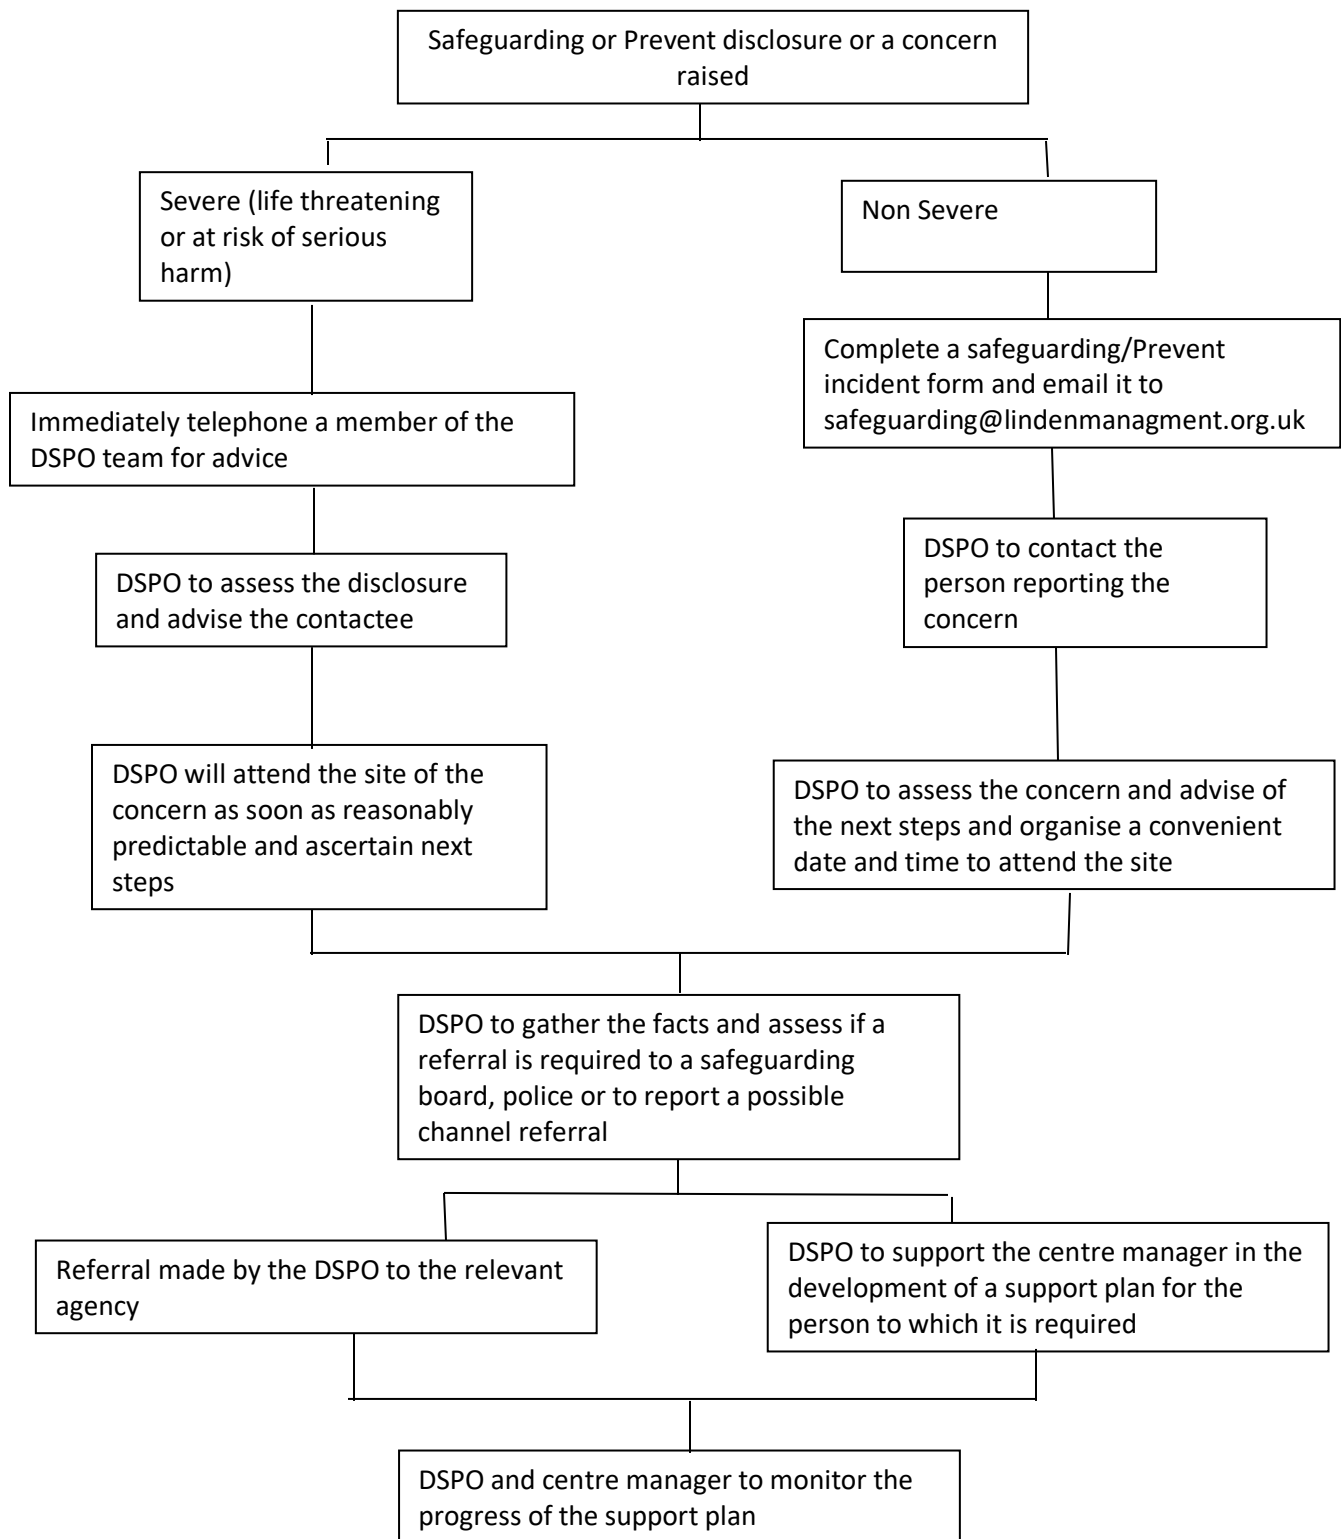 Safeguarding or Prevent disclosure or a concern
raised
Severe (life threatening
or at risk of serious
harm)
Non Severe
Complete a safeguarding/Prevent
incident form and email it to
safeguarding@lindenmanagment.org.uk
Immediately telephone a member of the
DSPO team for advice
DSPO to contact the
person reporting the
concern
DSPO to assess the disclosure
and advise the contactee
DSPO will attend the site of the
concern as soon as reasonably
predictable and ascertain next
steps
DSPO to assess the concern and advise of
the next steps and organise a convenient
date and time to attend the site
DSPO to gather the facts and assess if a
referral is required to a safeguarding
board, police or to report a possible
channel referral
Referral made by the DSPO to the relevant
agency
DSPO to support the centre manager in the
development of a support plan for the
person to which it is required
DSPO and centre manager to monitor the
progress of the support plan